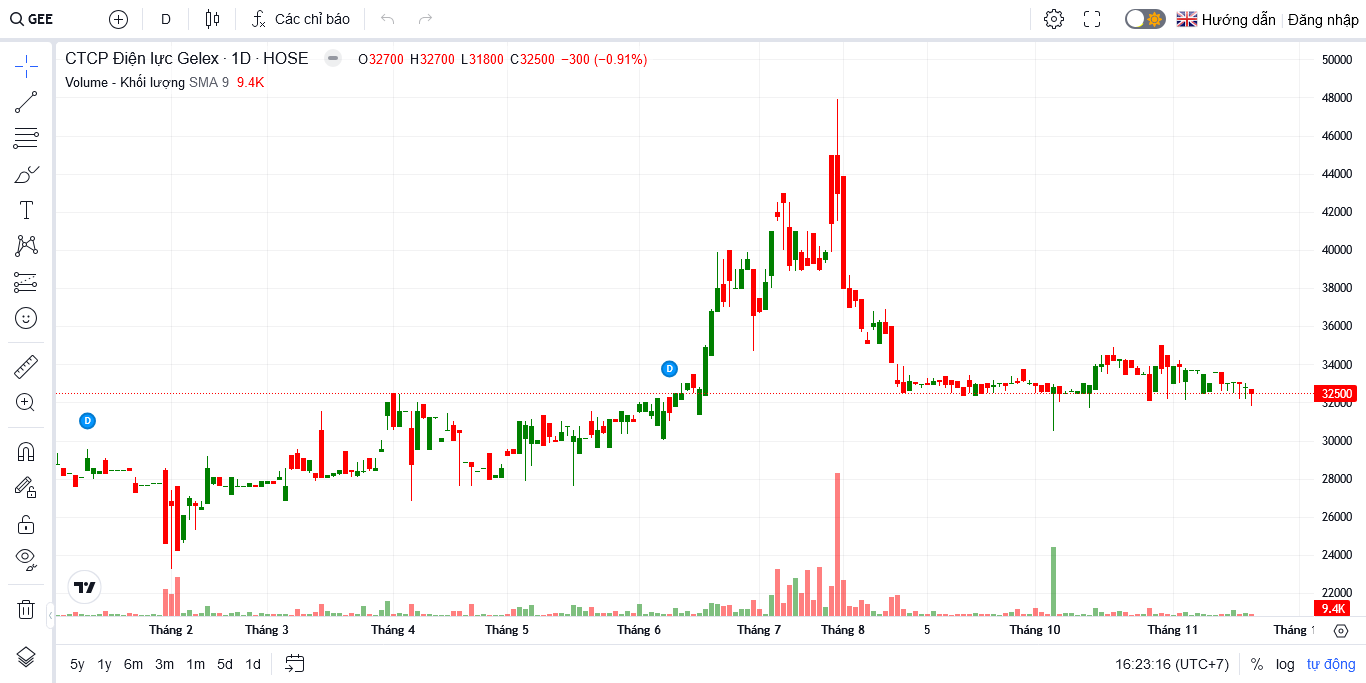 GEE D Các chỉ báo Hướng dẫn Đăng nhập
CTCP Điện lực Gelex · 1D · HOSE O32700 H32700 L31800 C32500 −300 (−0.91%)
Volume - Khối lượng SMA 9 9.4K
50000
48000
46000
44000
42000
40000
38000
36000
34000
32500
32000
30000
28000
26000
24000
22000
9.4K
D
D
Tháng 2 Tháng 3 Tháng 4 Tháng 5 Tháng 6 Tháng 7 Tháng 8 5 Tháng 10 Tháng 11 Tháng 1
5y 1y 6m 3m 1m 5d 1d 16:23:16 (UTC+7) % log tự động